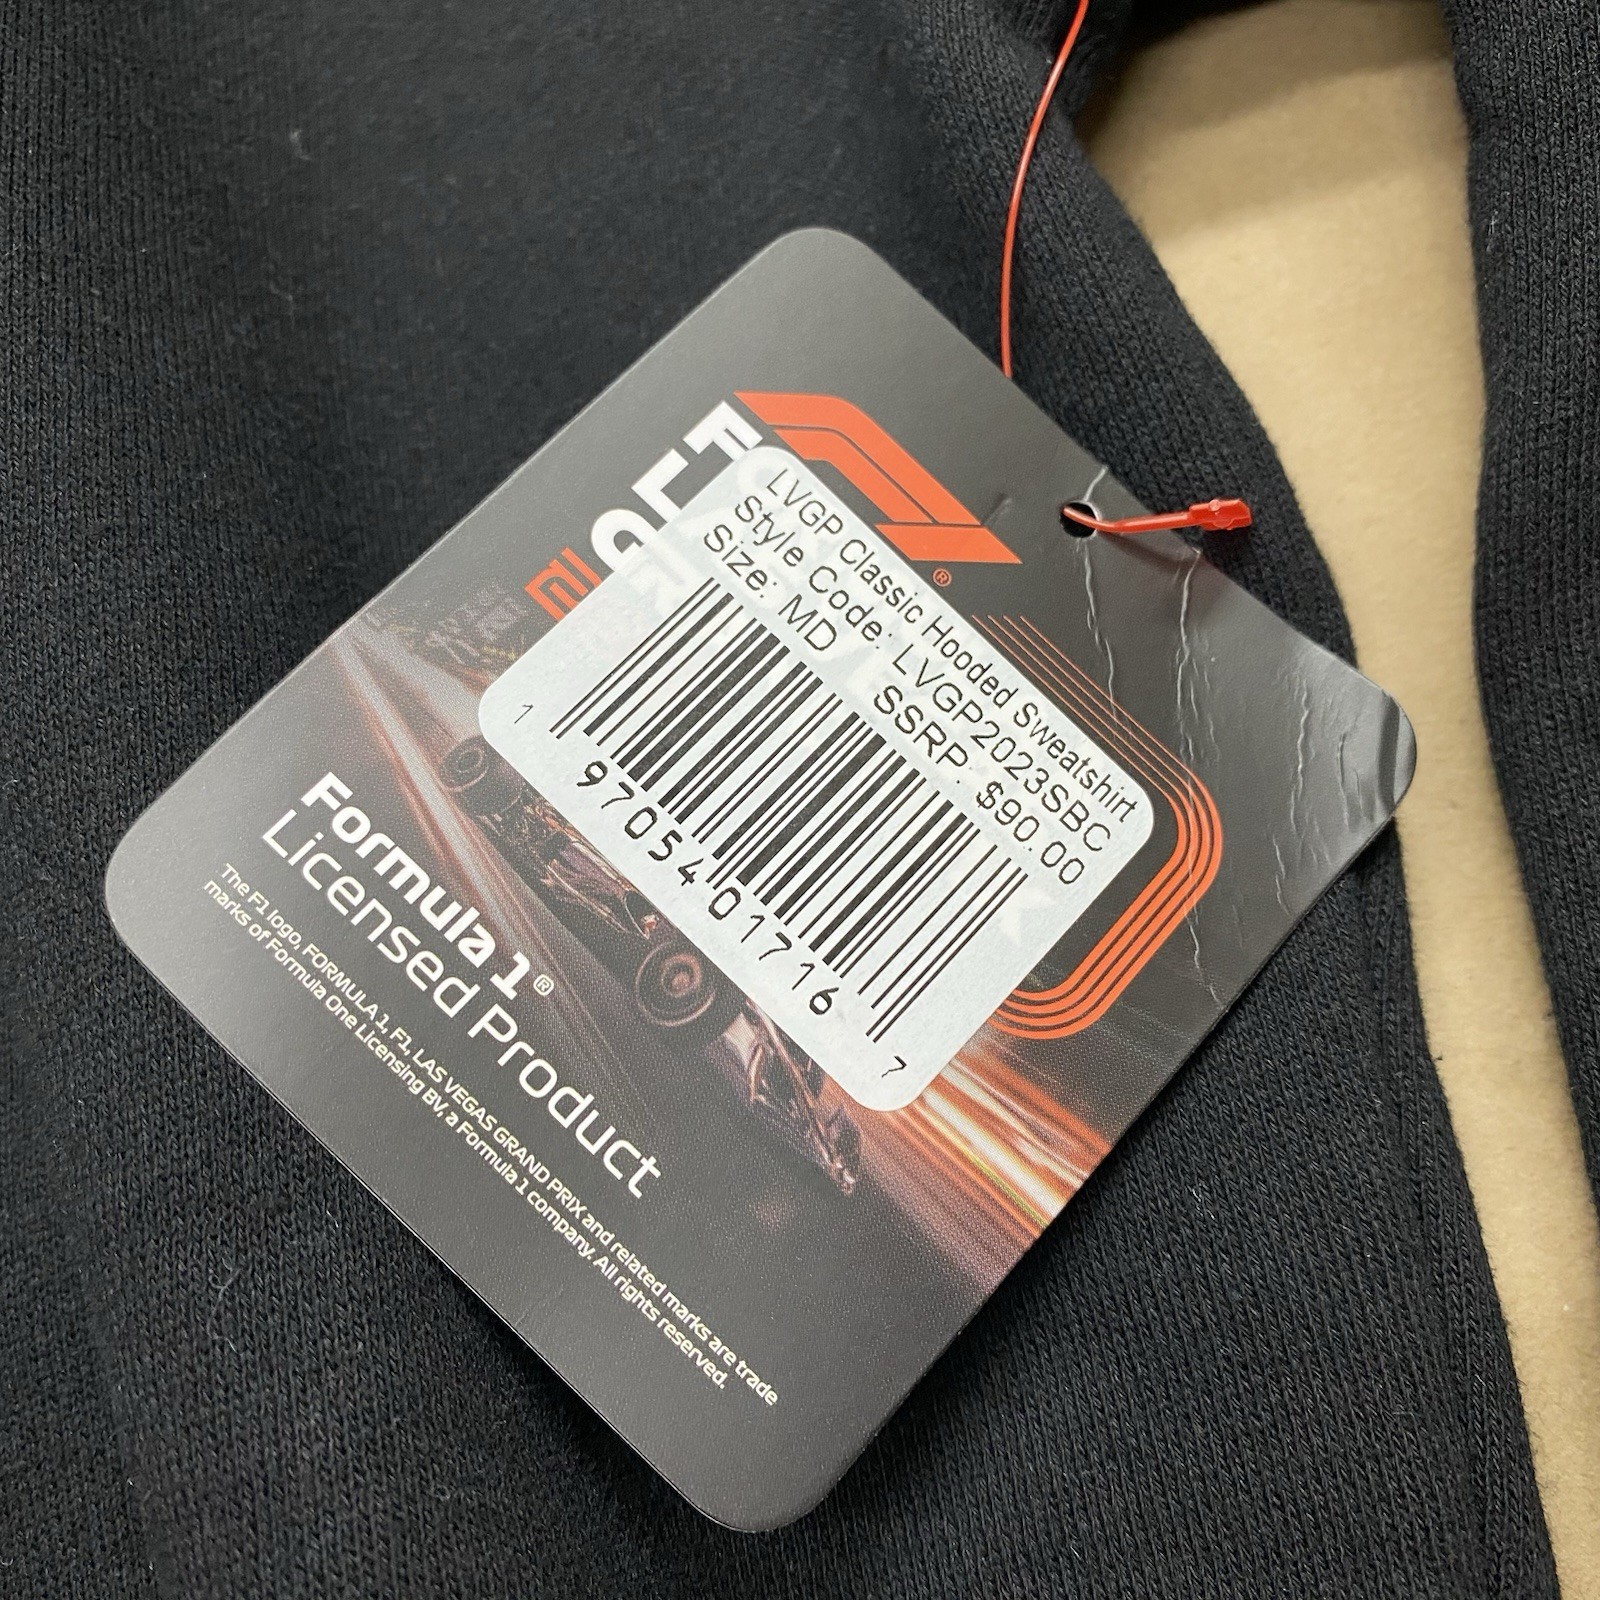 LVGP Classic Hooded Sweatshirt
Style Code: LVGP2023SBC
Size: MD SSRP: $90.00
1 97054 01716 7
Formula 1®
Licensed Product
The F1 logo, FORMULA 1, F1, LAS VEGAS GRAND PRIX and related marks are trade
marks of Formula One Licensing BV, a Formula 1 company. All rights reserved.